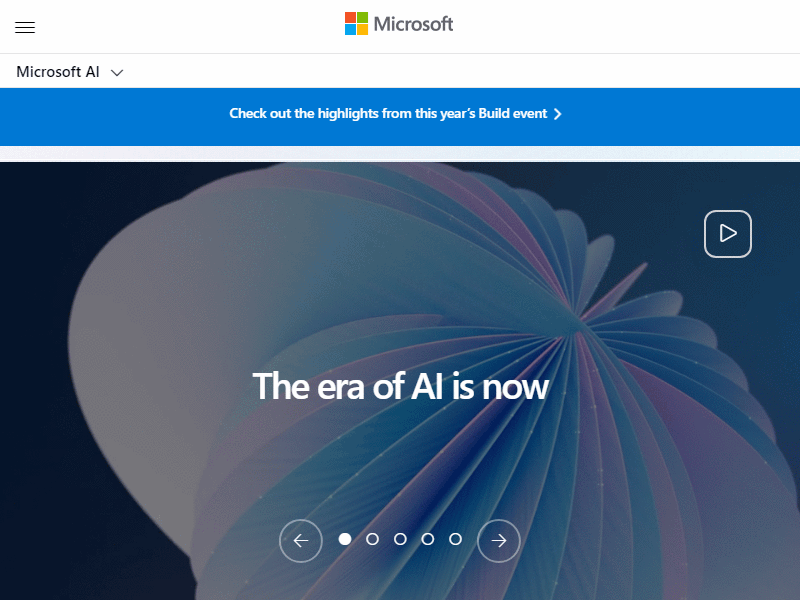 Microsoft
Microsoft AI
Check out the highlights from this year's Build event
The era of AI is now